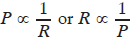 P ∝ 1/R or R ∝ 1/P